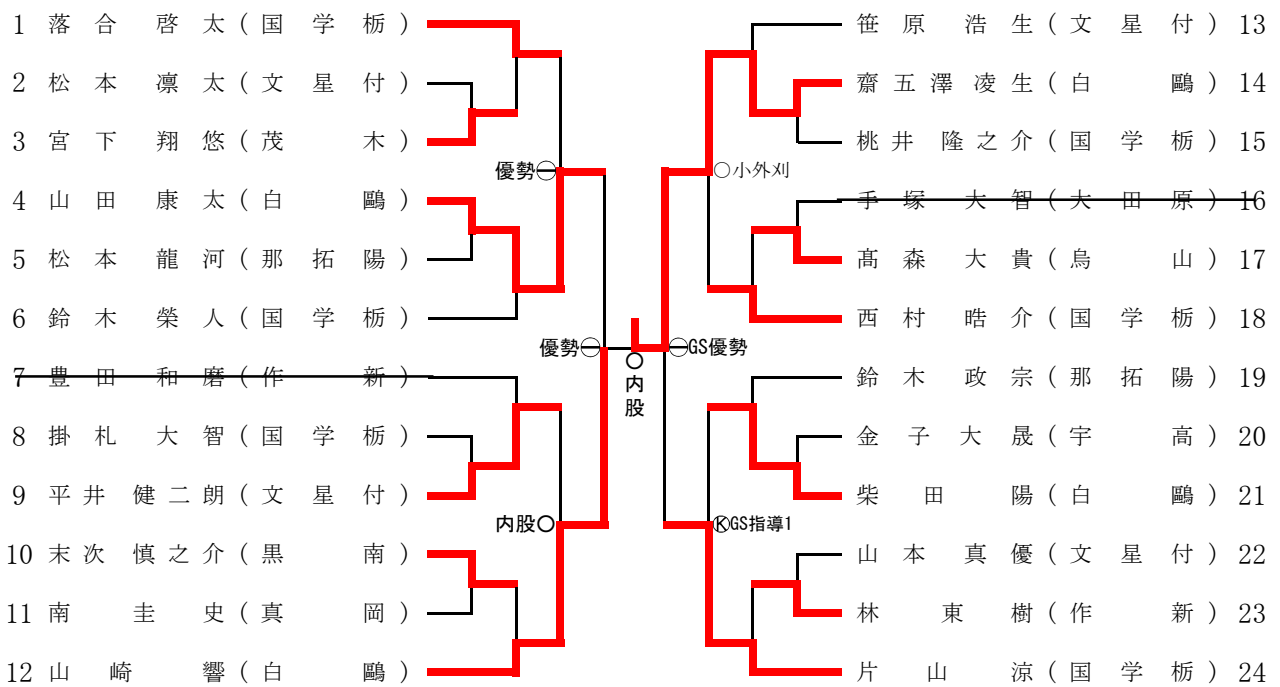 1 落合 啓太(国学栃)
2 松本 凛太(文星付)
3 宮下 翔悠(茂木)
優勢㊀
4 山田 康太(白鷗)
5 松本 龍河(那拓陽)
6 鈴木 榮人(国学栃)
優勢㊀
7 豊田 和磨(作新)
8 掛札 大智(国学栃)
9 平井 健二朗(文星付)
内股○
10 末次 慎之介(黒南)
11 南 圭史(真岡)
12 山崎 響(白鷗)
○内股
笹原 浩生(文星付) 13
齋五澤凌生(白鷗) 14
桃井 隆之介(国学栃) 15
○小外刈
手塚 大智(大田原) 16
髙森 大貴(烏山) 17
西村 晧介(国学栃) 18
㊀GS優勢
鈴木 政宗(那拓陽) 19
金子 大晟(宇高) 20
柴田 陽(白鷗) 21
ⓀGS指導1
山本 真優(文星付) 22
林 東樹(作新) 23
片山 涼(国学栃) 24